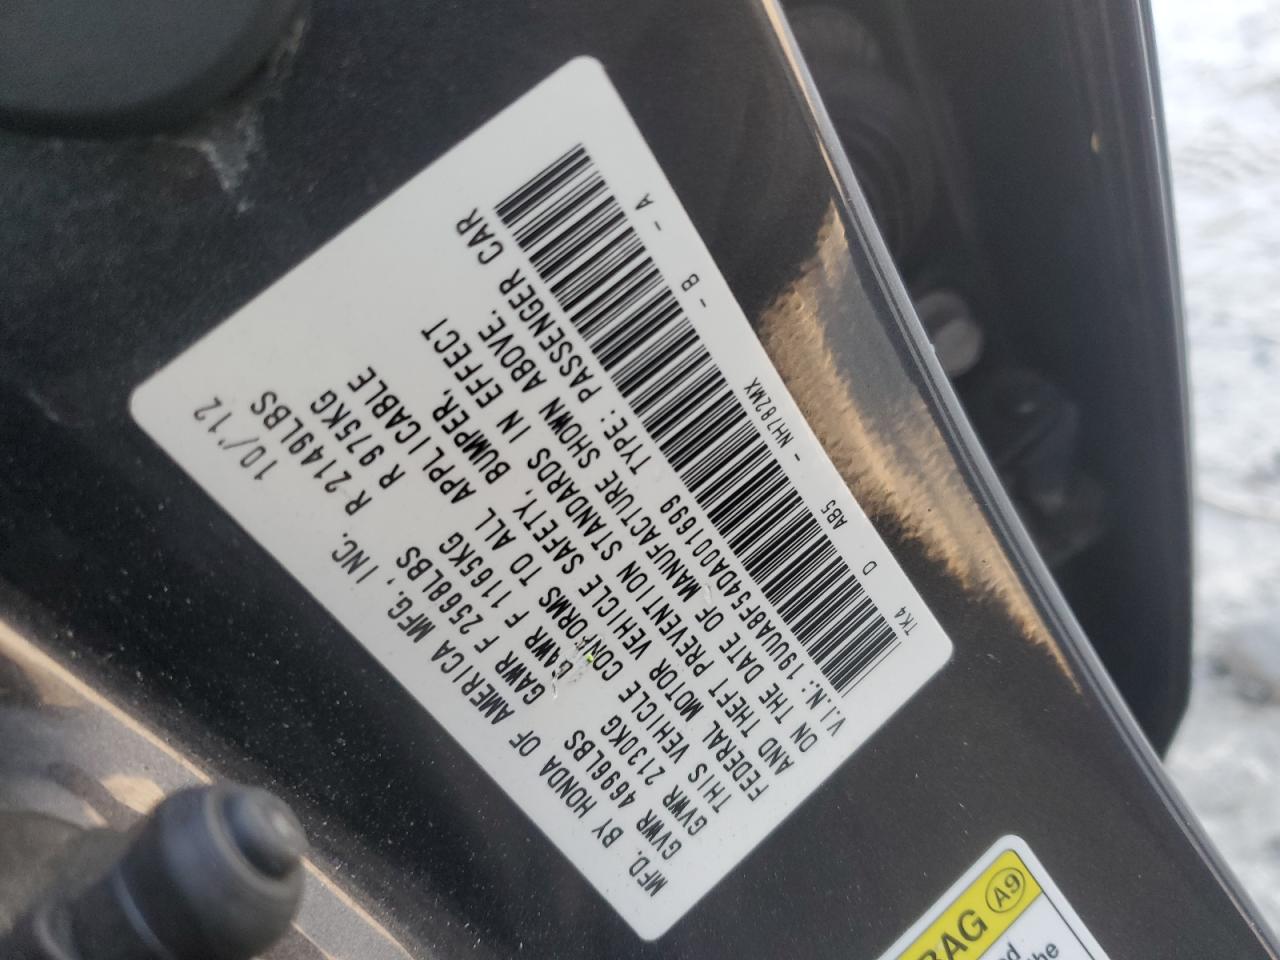 MFD. BY HONDA OF AMERICA MFG., INC. 10/'12
GVWR 4696LBS GAWR F 2568LBS R 2149LBS
GVWR 2130KG GAWR F 1165KG R 975KG
THIS VEHICLE CONFORMS TO ALL APPLICABLE
FEDERAL MOTOR VEHICLE SAFETY, BUMPER,
AND THEFT PREVENTION STANDARDS IN EFFECT
ON THE DATE OF MANUFACTURE SHOWN ABOVE.
V.I.N.: 19UUA8F54DA001699 TYPE: PASSENGER CAR
TK4 D AB5 - NH782MX - B - A
BAG A9